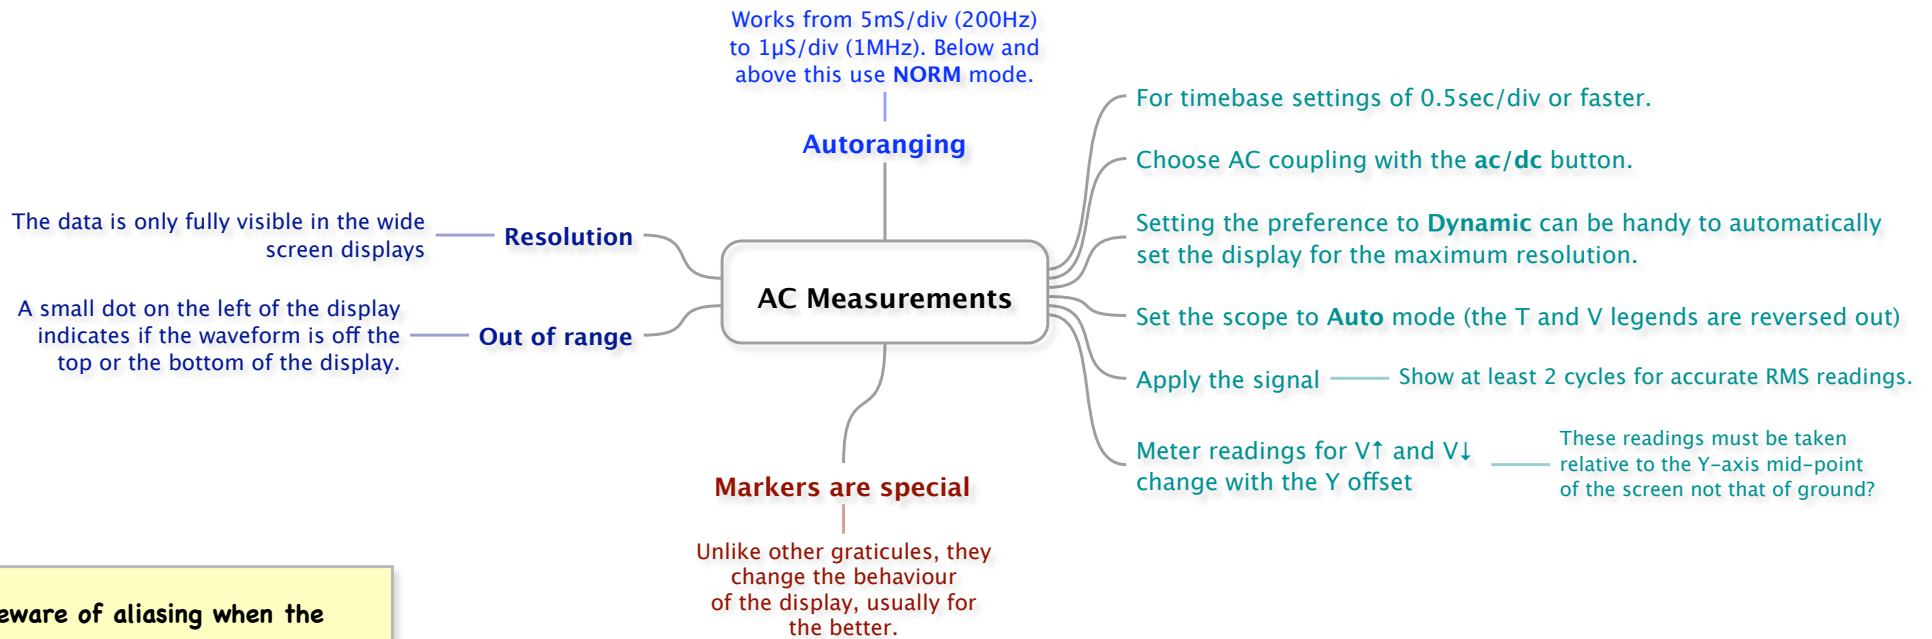 Works from 5mS/div (200Hz)
to 1µS/div (1MHz). Below and
above this use NORM mode.
Autoranging
The data is only fully visible in the wide
screen displays
Resolution
A small dot on the left of the display
indicates if the waveform is off the
top or the bottom of the display.
Out of range
AC Measurements
For timebase settings of 0.5sec/div or faster.
Choose AC coupling with the ac/dc button.
Setting the preference to Dynamic can be handy to automatically
set the display for the maximum resolution.
Set the scope to Auto mode (the T and V legends are reversed out)
Apply the signal
Show at least 2 cycles for accurate RMS readings.
Meter readings for V↑ and V↓
change with the Y offset
These readings must be taken
relative to the Y-axis mid-point
of the screen not that of ground?
Markers are special
Unlike other graticules, they
change the behaviour
of the display, usually for
the better.
of aliasing when the